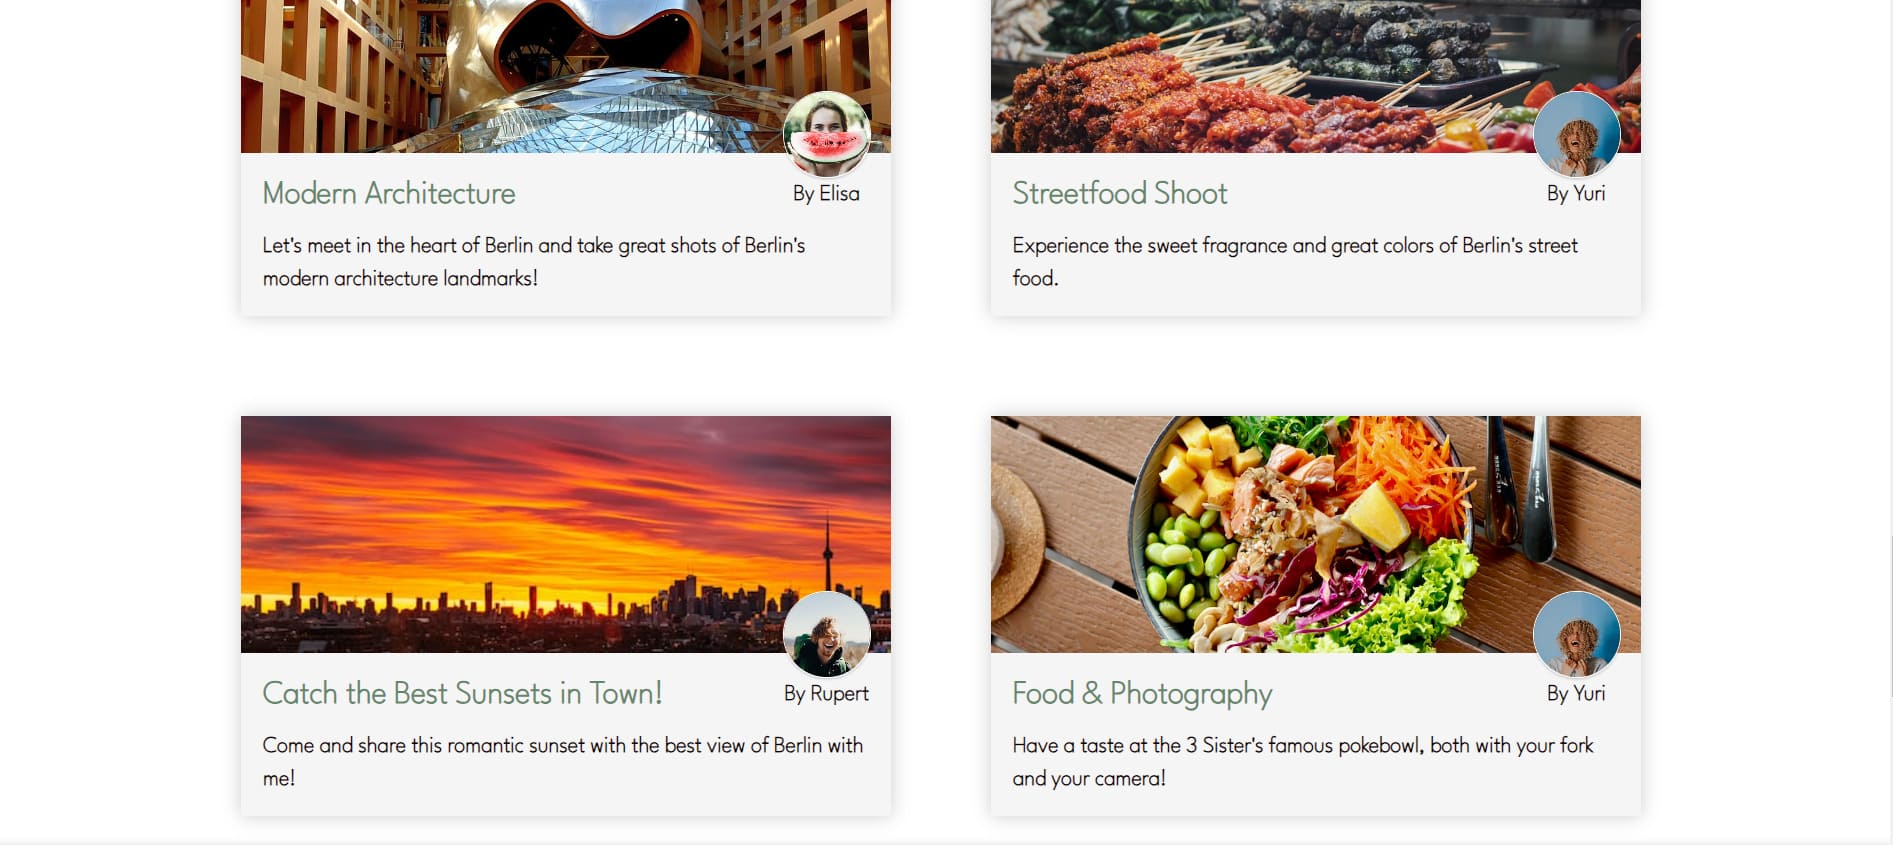 Modern Architecture
By Elisa
Let's meet in the heart of Berlin and take great shots of Berlin's
modern architecture landmarks!
Streetfood Shoot
By Yuri
Experience the sweet fragrance and great colors of Berlin's street
food.
Catch the Best Sunsets in Town!
By Rupert
Come and share this romantic sunset with the best view of Berlin with
me!
Food & Photography
By Yuri
Have a taste at the 3 Sister's famous pokebowl, both with your fork
and your camera!